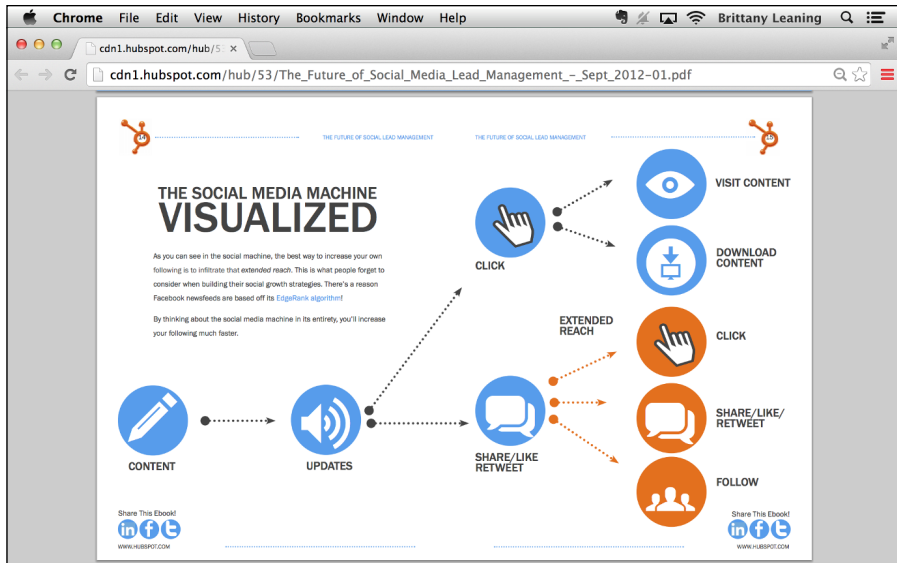 Chrome File Edit View History Bookmarks Window Help Brittany Leaning
cdn1.hubspot.com/hub/5 ×
cdn1.hubspot.com/hub/53/The_Future_of_Social_Media_Lead_Management_-_Sept_2012-01.pdf
14 THE FUTURE OF SOCIAL LEAD MANAGEMENT
THE FUTURE OF SOCIAL LEAD MANAGEMENT 15
THE SOCIAL MEDIA MACHINE
VISUALIZED
As you can see in the social machine, the best way to increase your own
following is to infiltrate that extended reach. This is what people forget to
consider when building their social growth strategies. There's a reason
Facebook newsfeeds are based off its EdgeRank algorithm!
By thinking about the social media machine in its entirety, you'll increase
your following much faster.
CONTENT
UPDATES
CLICK
VISIT CONTENT
DOWNLOAD
CONTENT
SHARE/LIKE
RETWEET
EXTENDED
REACH
CLICK
SHARE/LIKE/
RETWEET
FOLLOW
Share This Ebook!
in f t
WWW.HUBSPOT.COM
Share This Ebook!
in f t
WWW.HUBSPOT.COM